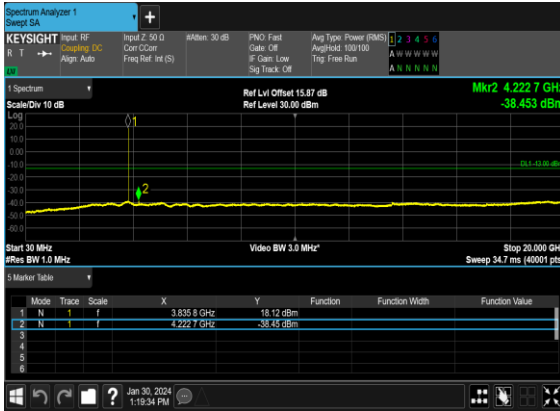 Spectrum Analyzer 1
Swept SA
KEYSIGHT Input: RF Input Z: 50 Ω #Atten: 30 dB PNO: Fast Avg Type: Power (RMS) 1 2 3 4 5 6
R T Coupling: DC Corr CCorr Gate: Off Avg|Hold: 100/100 A W W W W W
Align: Auto Freq Ref: Int (S) IF Gain: Low Trig: Free Run
Sig Track: Off A N N N N N
1 Spectrum Ref Lvl Offset 15.87 dB Mkr2 4.222 7 GHz
Scale/Div 10 dB Ref Level 30.00 dBm -38.453 dBm
Log
20.0
10.0
0.00
-10.0
-20.0
-30.0
-40.0
-50.0
-60.0
1
2
DL1 -13.00 dBm
Start 30 MHz Video BW 3.0 MHz* Stop 20.000 GH
#Res BW 1.0 MHz Sweep 34.7 ms (40001 pts
5 Marker Table
Mode Trace Scale X Y Function Function Width Function Value
1 N 1 f 3.835 8 GHz 18.12 dBm
2 N 1 f 4.222 7 GHz -38.45 dBm
3
4
5
6
Jan 30, 2024
1:19:34 PM